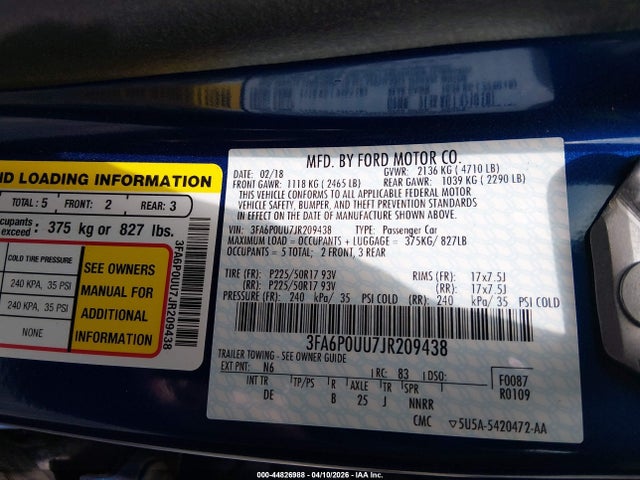 ND LOADING INFORMATION
TOTAL: 5 FRONT: 2 REAR: 3
cupants
exceed: 375 kg or 827 lbs.
COLD TIRE PRESSURE
240 KPA, 35 PSI
240 KPA, 35 PSI
NONE
SEE OWNERS
MANUAL FOR
ADDITIONAL
INFORMATION
3FA6P0UU7JR209438
MFD. BY FORD MOTOR CO.
DATE: 02/18 GVWR: 2136 KG ( 4710 LB)
FRONT GAWR: 1118 KG ( 2465 LB) REAR GAWR: 1039 KG ( 2290 LB)
THIS VEHICLE CONFORMS TO ALL APPLICABLE FEDERAL MOTOR
VEHICLE SAFETY, BUMPER, AND THEFT PREVENTION STANDARDS
IN EFFECT ON THE DATE OF MANUFACTURE SHOWN ABOVE.
VIN: 3FA6P0UU7JR209438 TYPE: Passenger Car
MAXIMUM LOAD = OCCUPANTS + LUGGAGE = 375KG/ 827LB
OCCUPANTS = 5 TOTAL; 2 FRONT, 3 REAR
TIRE (FR): P225/50R17 93V RIMS (FR): 17x7.5J
(RR): P225/50R17 93V (RR): 17x7.5J
PRESSURE (FR): 240 kPa/ 35 PSI COLD (RR): 240 kPa/ 35 PSI COLD
3FA6P0UU7JR209438
TRAILER TOWING - SEE OWNER GUIDE
EXT PNT: N6 RC: 83 DSO: F0087
INT TR TP/PS R AXLE TR SPR R0109
DE B 25 J NNRR
CMC ▽5U5A-5420472-AA
000-44826988 - 04/10/2026 - IAA Inc.